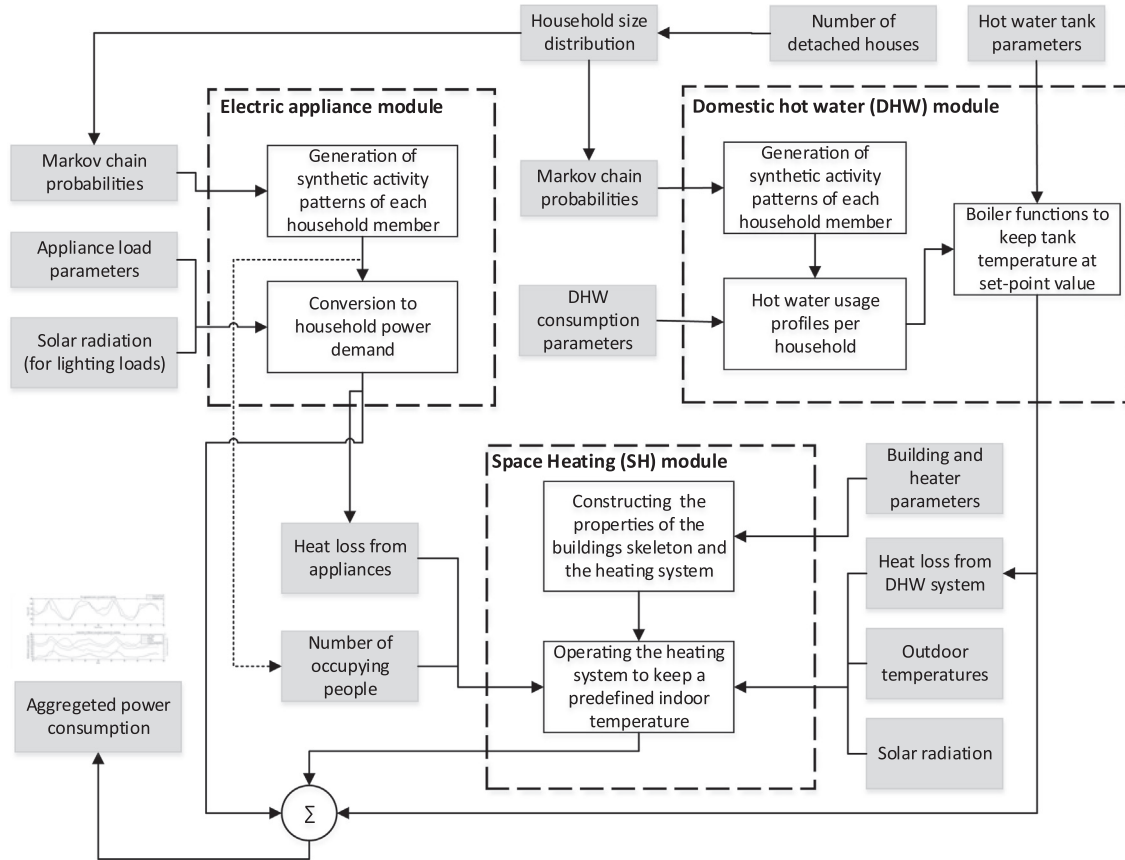 Household size
distribution
Number of
detached houses
Hot water tank
parameters
Electric appliance module
Domestic hot water (DHW) module
Markov chain
probabilities
Generation of
synthetic activity
patterns of each
household member
Markov chain
probabilities
Generation of
synthetic activity
patterns of each
household member
Boiler functions to
keep tank
temperature at
set-point value
Appliance load
parameters
Conversion to
household power
demand
DHW
consumption
parameters
Hot water usage
profiles per
household
Solar radiation
(for lighting loads)
Space Heating (SH) module
Building and
heater
parameters
Constructing the
properties of the
buildings skeleton and
the heating system
Heat loss from
appliances
Heat loss from
DHW system
Number of
occupying
people
Operating the heating
system to keep a
predefined indoor
temperature
Outdoor
temperatures
Aggregeted power
consumption
Solar radiation
∑